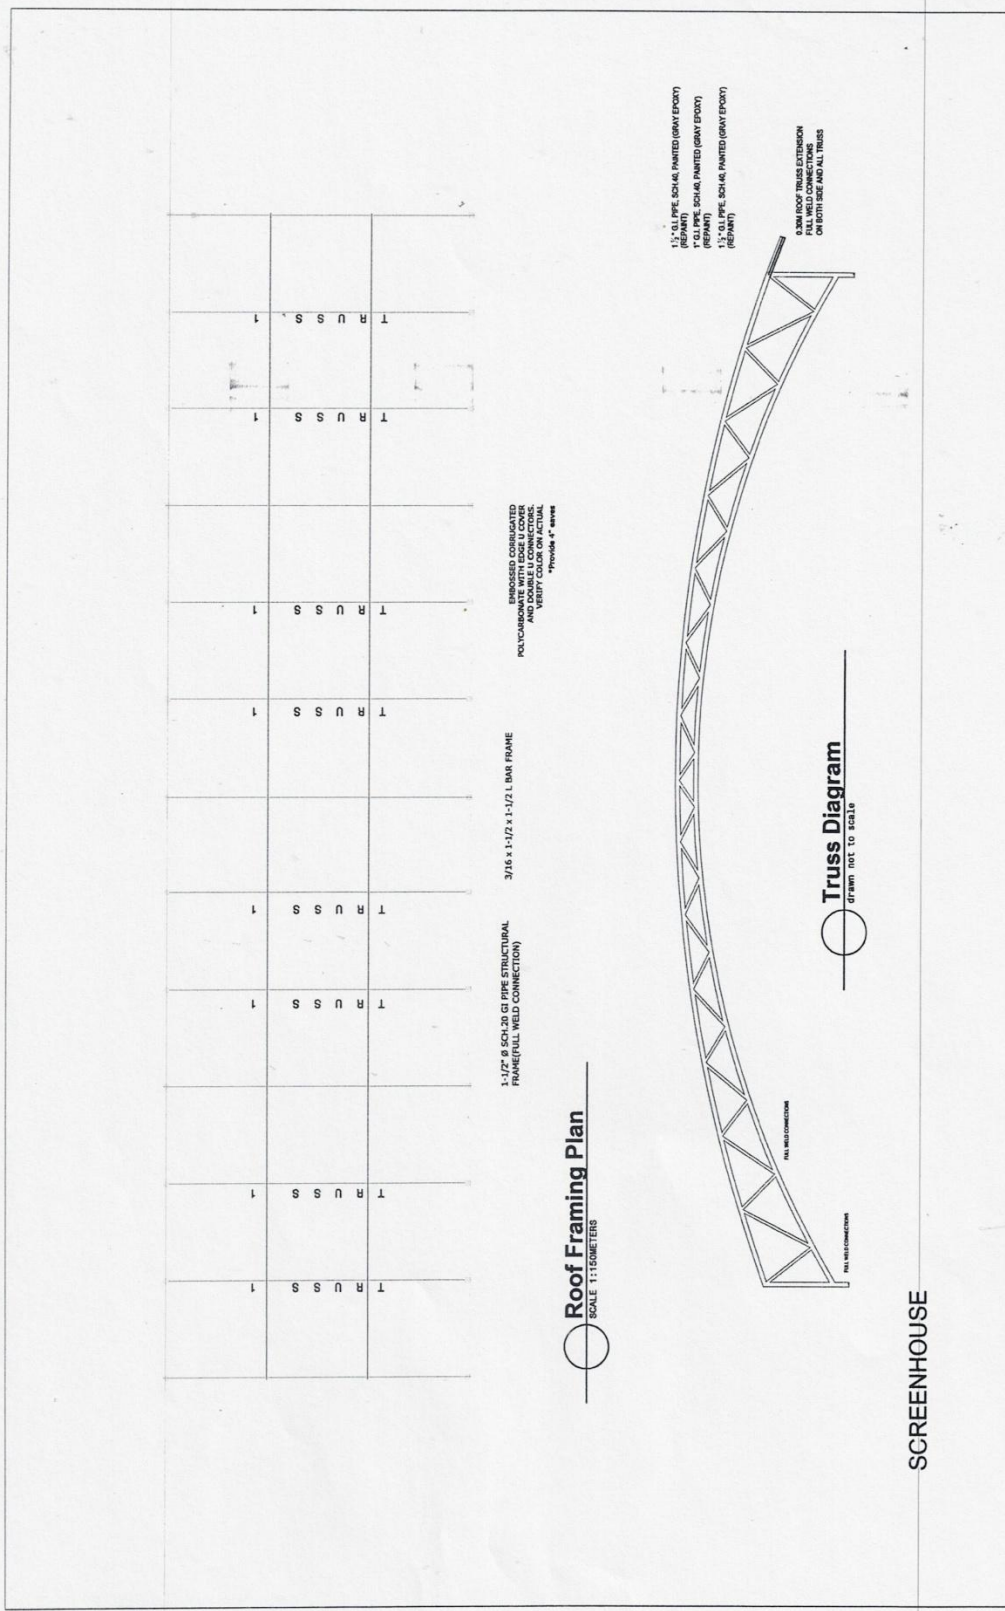 1 TRUSS
1 TRUSS
1 TRUSS
1 TRUSS
1 TRUSS
1 TRUSS
1 TRUSS
1 TRUSS
1-1/2" Ø SCH.20 GI PIPE STRUCTURAL
FRAME(FULL WELD CONNECTION)
3/16 x 1-1/2 x 1-1/2 L BAR FRAME
EMBOSSED CORRUGATED
POLYCARBONATE WITH EDGE U COVER
AND DOUBLE U CONNECTORS.
VERIFY COLOR ON ACTUAL
*Provide 4" eaves
Roof Framing Plan
SCALE 1:150METERS
1 1/2" G.I. PIPE, SCH.40, PAINTED (GRAY EPOXY)
(REPAINT)
1" G.I. PIPE, SCH.40, PAINTED (GRAY EPOXY)
(REPAINT)
1 1/2" G.I. PIPE, SCH.40, PAINTED (GRAY EPOXY)
(REPAINT)
0.30M ROOF TRUSS EXTENSION
FULL WELD CONNECTIONS
ON BOTH SIDE AND ALL TRUSS
FULL WELD CONNECTIONS
FULL WELD CONNECTIONS
Truss Diagram
drawn not to scale
SCREENHOUSE